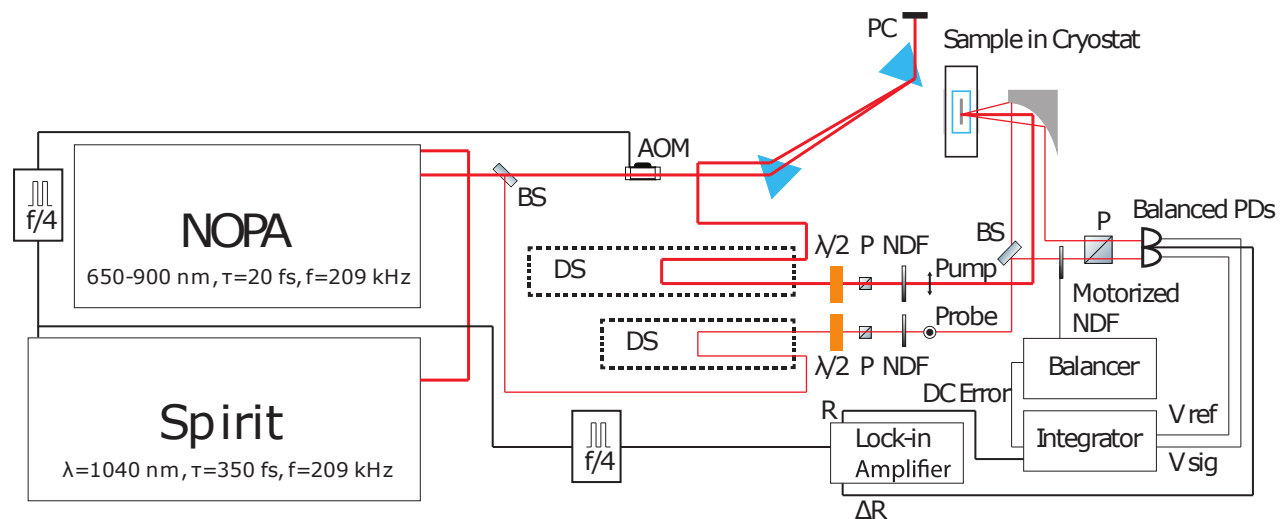 PC
Sample in Cryostat
AOM
BS
f/4
NOPA
650-900 nm, τ=20 fs, f=209 kHz
P
Balanced PDs
BS
DS
λ/2 P NDF
Pump
Motorized
NDF
Probe
DS
λ/2 P NDF
Balancer
DC Error
Spirit
λ=1040 nm, τ=350 fs, f=209 kHz
f/4
R
Lock-in
Amplifier
ΔR
Integrator
V ref
V sig